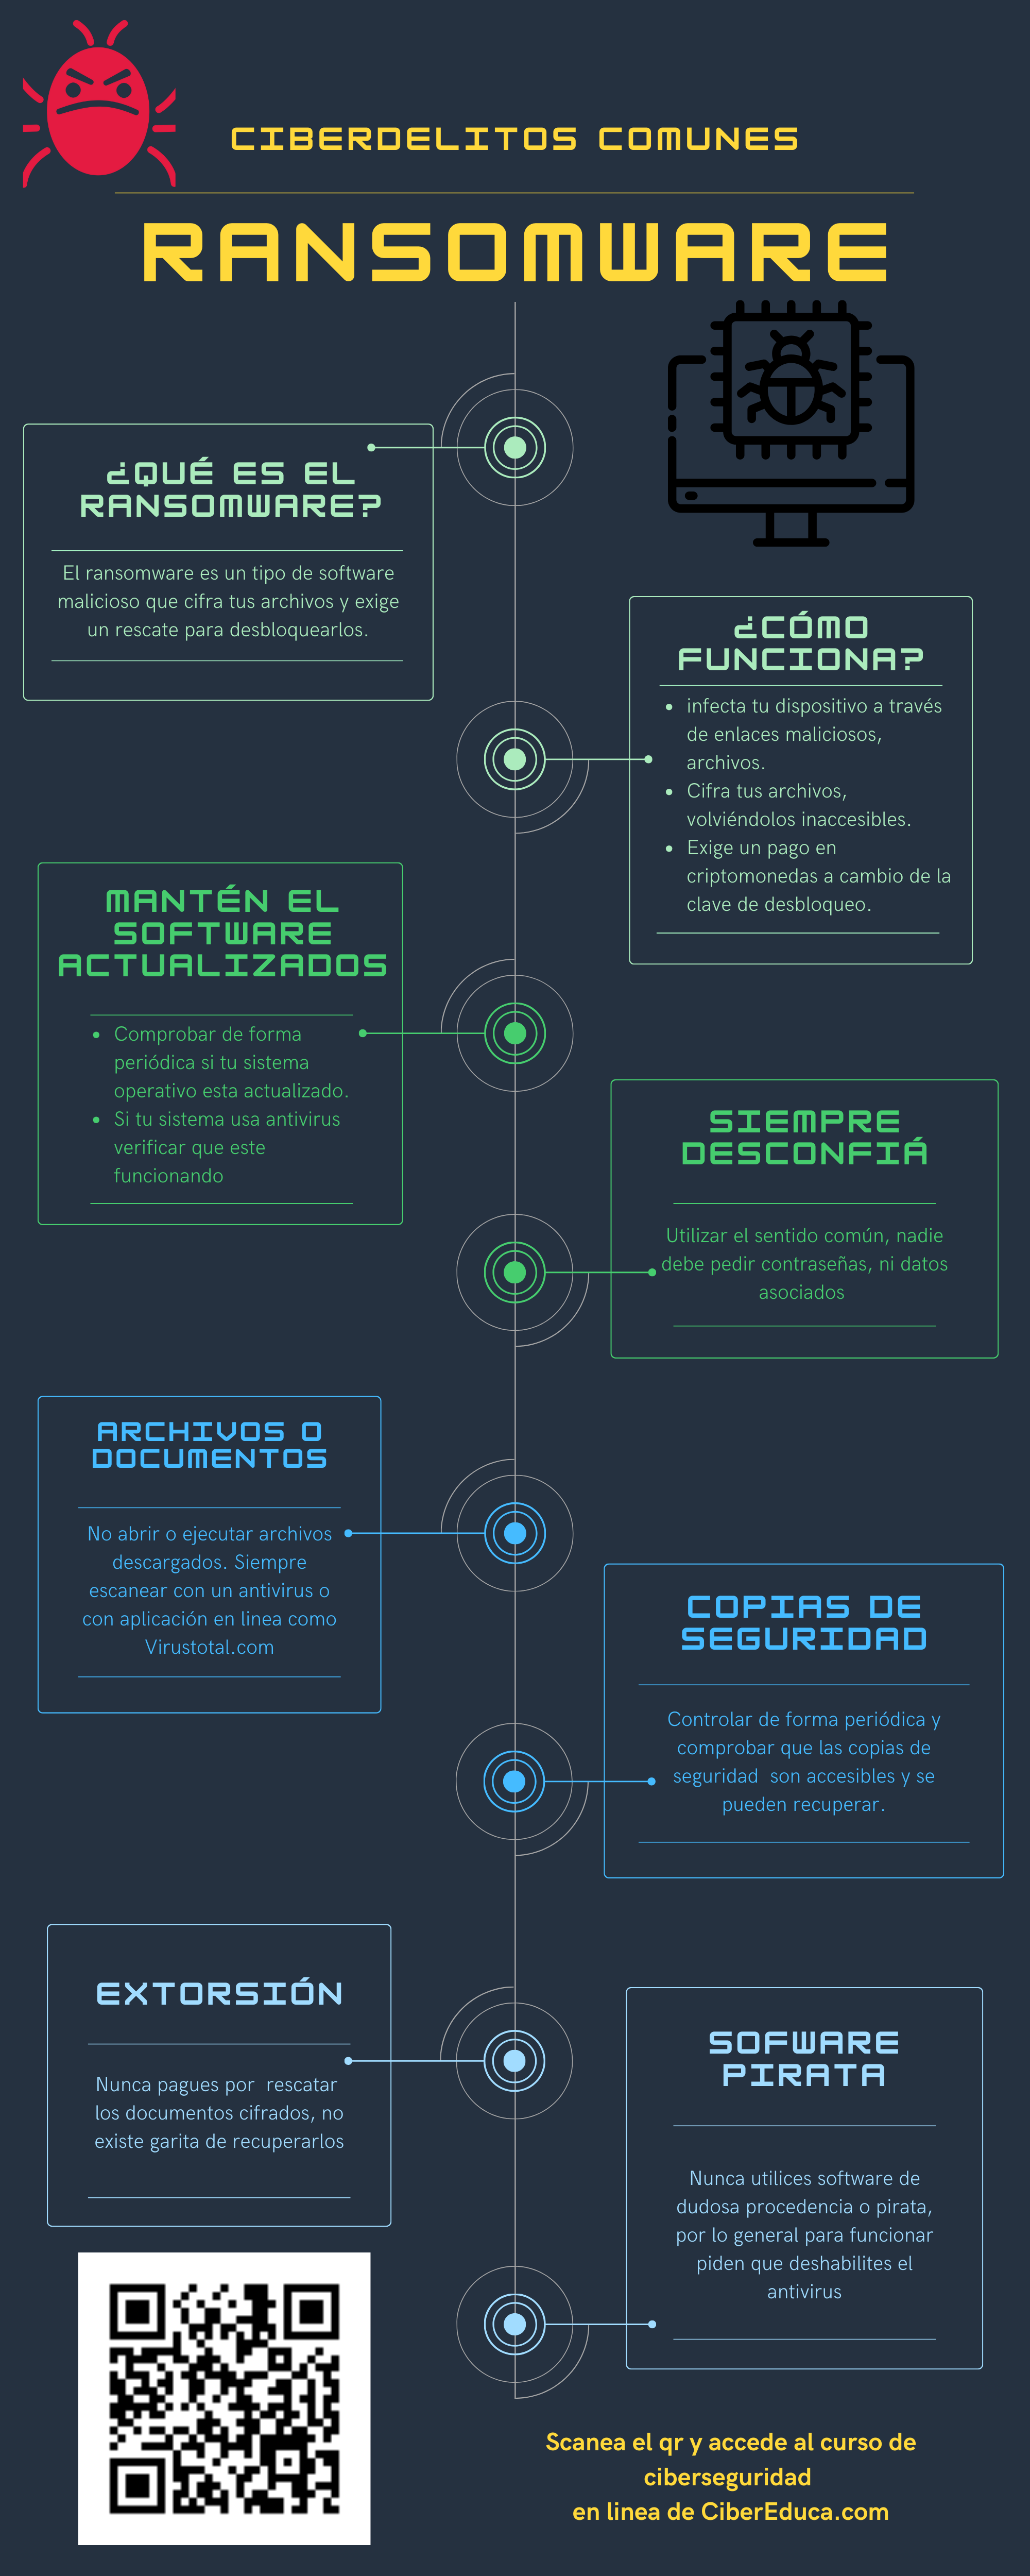 CIBERDELITOS COMUNES
RANSOMWARE
¿QUÉ ES EL
RANSOMWARE?
El ransomware es un tipo de software
malicioso que cifra tus archivos y exige
un rescate para desbloquearlos.
¿CÓMO
FUNCIONA?
• infecta tu dispositivo a través
de enlaces maliciosos,
archivos.
• Cifra tus archivos,
volviéndolos inaccesibles.
• Exige un pago en
criptomonedas a cambio de la
clave de desbloqueo.
MANTÉN EL
SOFTWARE
ACTUALIZADOS
• Comprobar de forma
periódica si tu sistema
operativo esta actualizado.
• Si tu sistema usa antivirus
verificar que este
funcionando
SIEMPRE
DESCONFIÁ
Utilizar el sentido común, nadie
debe pedir contraseñas, ni datos
asociados
ARCHIVOS O
DOCUMENTOS
No abrir o ejecutar archivos
descargados. Siempre
escanear con un antivirus o
con aplicación en linea como
Virustotal.com
COPIAS DE
SEGURIDAD
Controlar de forma periódica y
comprobar que las copias de
seguridad son accesibles y se
pueden recuperar.
EXTORSIÓN
Nunca pagues por rescatar
los documentos cifrados, no
existe garita de recuperarlos
SOFWARE
PIRATA
Nunca utilices software de
dudosa procedencia o pirata,
por lo general para funcionar
piden que deshabilites el
antivirus
Scanea el qr y accede al curso de
ciberseguridad
en linea de CiberEduca.com